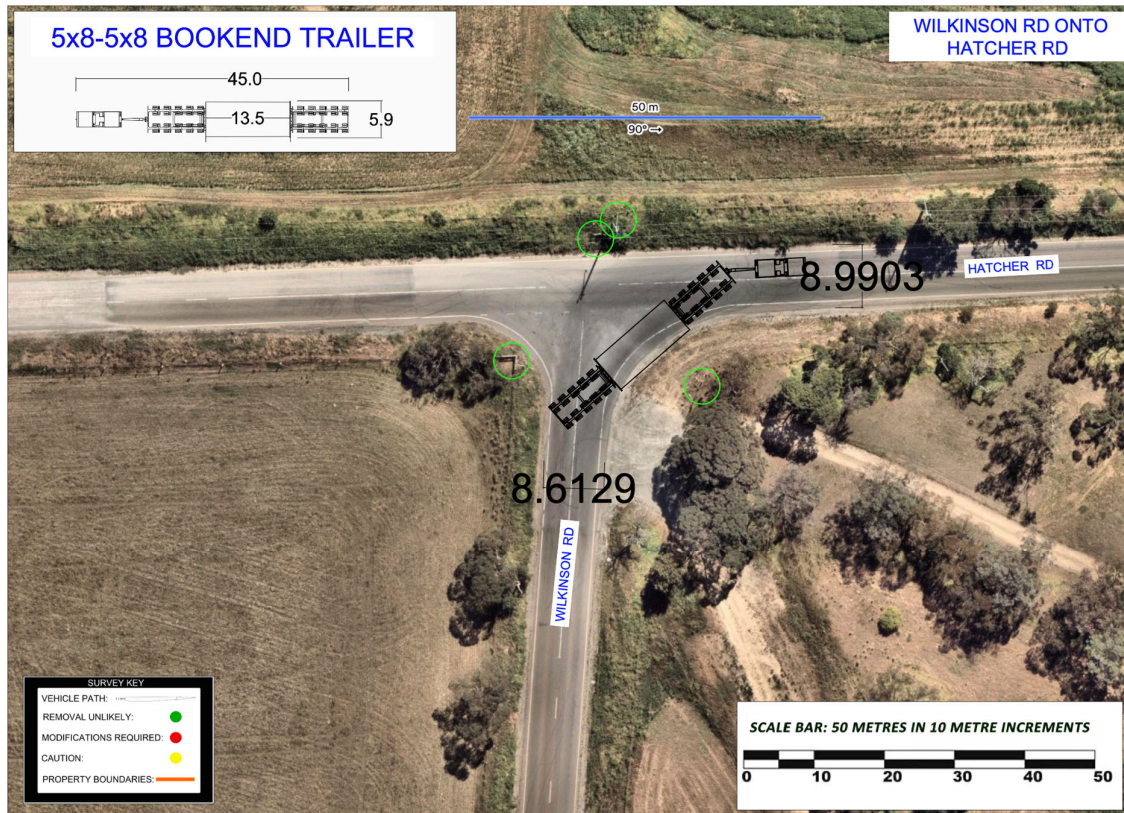 5x8-5x8 BOOKEND TRAILER
45.0
13.5
5.9
WILKINSON RD ONTO
HATCHER RD
50 m
90° →
HATCHER RD
8.9903
8.6129
WILKINSON RD
SURVEY KEY
VEHICLE PATH:
REMOVAL UNLIKELY:
MODIFICATIONS REQUIRED:
CAUTION:
PROPERTY BOUNDARIES:
SCALE BAR: 50 METRES IN 10 METRE INCREMENTS
0 10 20 30 40 50